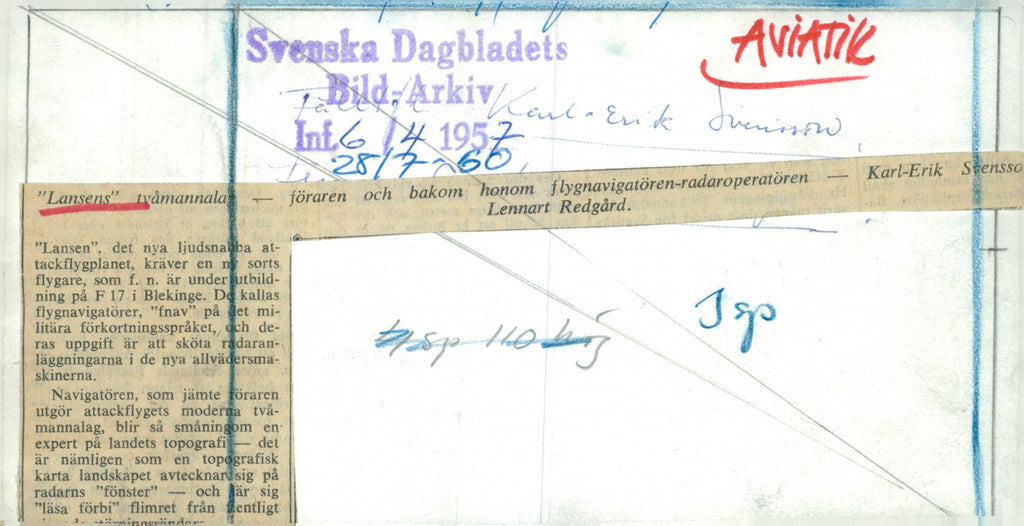 AVIATIK
Svenska Dagbladets
Bild-Arkiv
Karl-Erik Svensson
Inf. 6/4 1957
28/7-60
"Lansens" tvåmannalag — föraren och bakom honom flygnavigatören-radaroperatören — Karl-Erik Svensso
Lennart Redgård.
"Lansen", det nya ljudsnabba at-
tackflygplanet, kräver en ny sorts
flygare, som f. n. är under utbild-
ning på F 17 i Blekinge. De kallas
flygnavigatörer, "fnav" på det mi-
litära förkortningsspråket, och de-
ras uppgift är att sköta radaran-
läggningarna i de nya allvädersma-
skinerna.
Navigatören, som jämte föraren
utgör attackflygets moderna två-
mannalag, blir så småningom en
expert på landets topografi — det
är nämligen som en topografisk
karta landskapet avtecknar sig på
radarns "fönster" — och lär sig
"läsa förbi" flimret från fientligt
sp 110